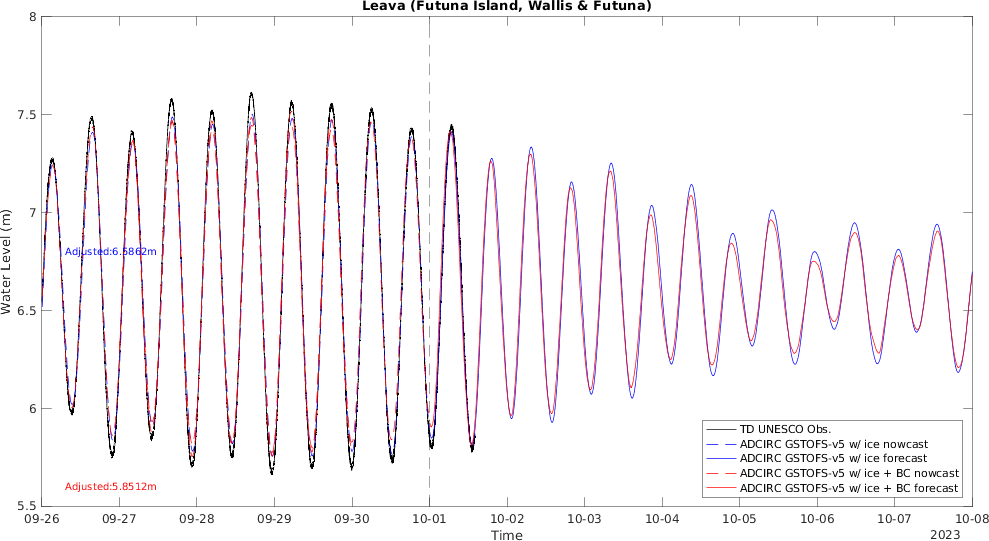 Leava (Futuna Island, Wallis & Futuna)
8
7.5
7
6.5
6
5.5
Water Level (m)
Adjusted:6.5862m
Adjusted:5.8512m
TD UNESCO Obs.
ADCIRC GSTOFS-v5 w/ ice nowcast
ADCIRC GSTOFS-v5 w/ ice forecast
ADCIRC GSTOFS-v5 w/ ice + BC nowcast
ADCIRC GSTOFS-v5 w/ ice + BC forecast
09-26 09-27 09-28 09-29 09-30 10-01 10-02 10-03 10-04 10-05 10-06 10-07 10-08
Time
2023